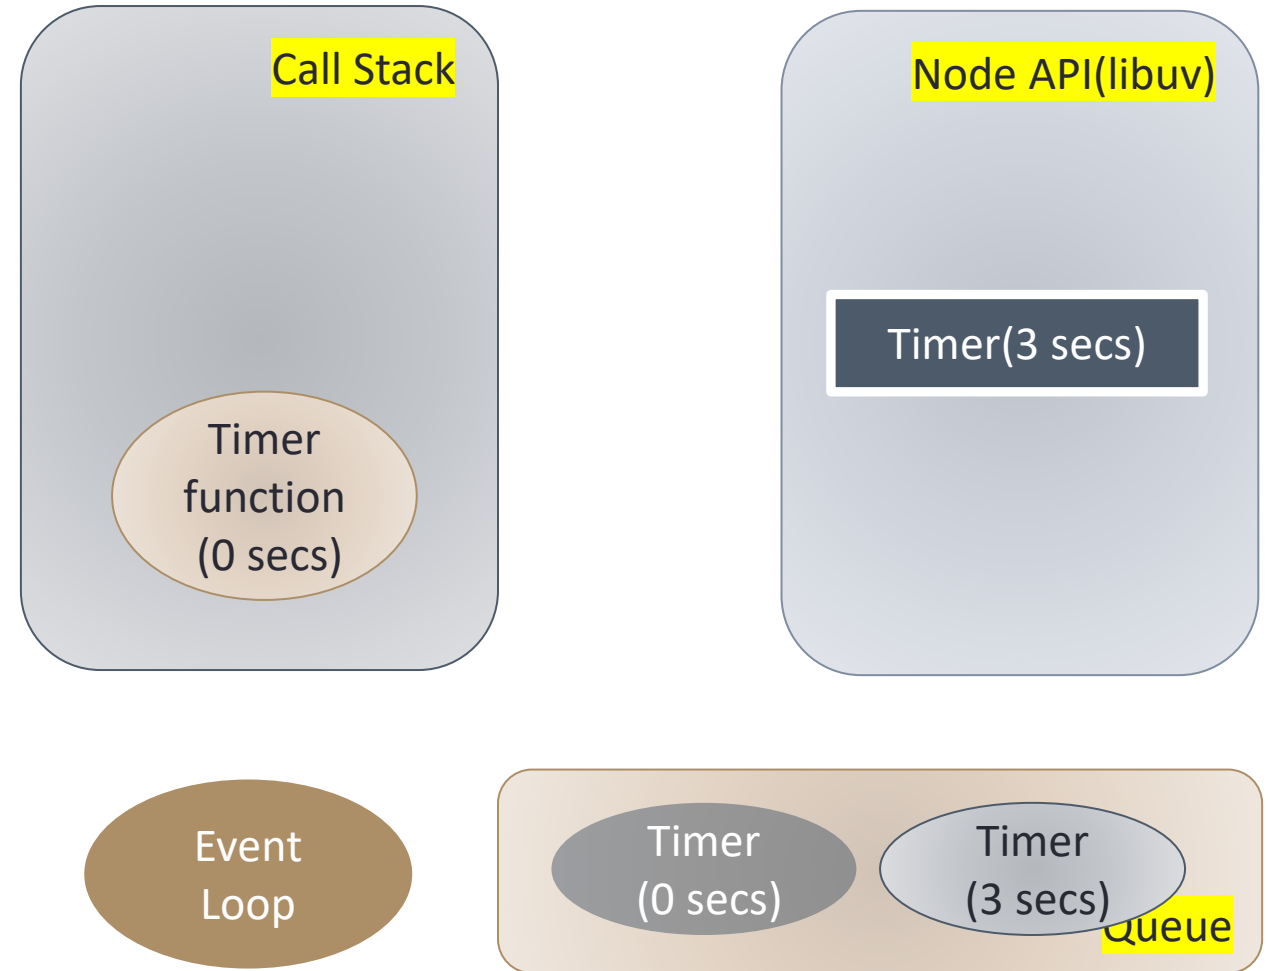 Call Stack
Node API(libuv)
Timer(3 secs)
Timer
function
(0 secs)
Event
Loop
Timer
(0 secs)
Timer
(3 secs)
Queue